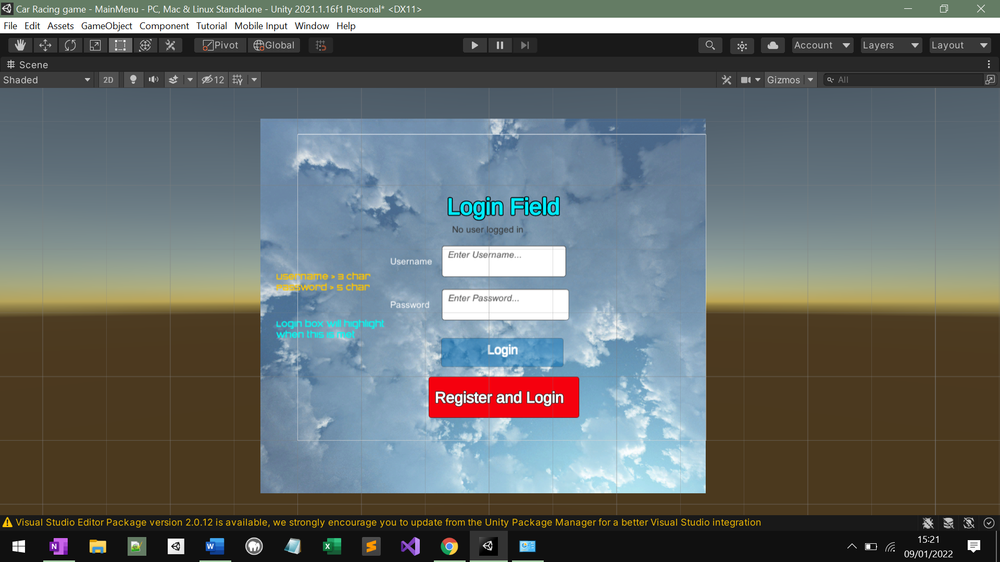 Car Racing game - MainMenu - PC, Mac & Linux Standalone - Unity 2021.1.16f1 Personal* <DX11>
File Edit Assets GameObject Component Tutorial Mobile Input Window Help
Pivot Global Account Layers Layout
Scene
Shaded 2D 12 Gizmos All
Login Field
No user logged in
Username Enter Username...
username > 3 char
Password > 5 char
Password Enter Password...
Login box will highlight
when this is met
Login
Register and Login
Visual Studio Editor Package version 2.0.12 is available, we strongly encourage you to update from the Unity Package Manager for a better Visual Studio integration
15:21
09/01/2022